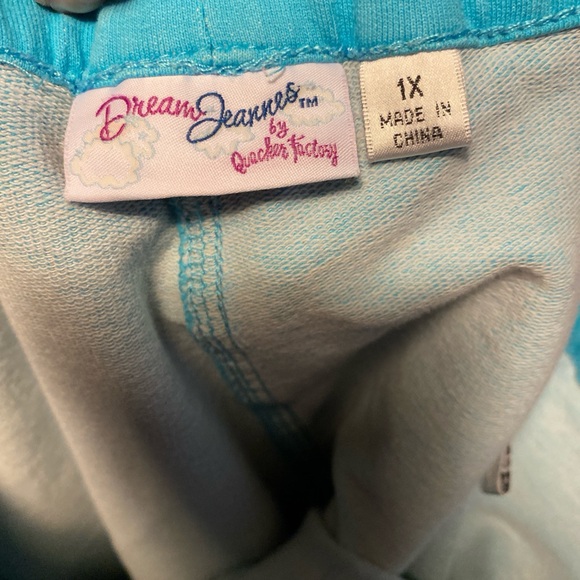 Dream Jeannes™
by
Quacker Factory
1X
MADE IN
CHINA